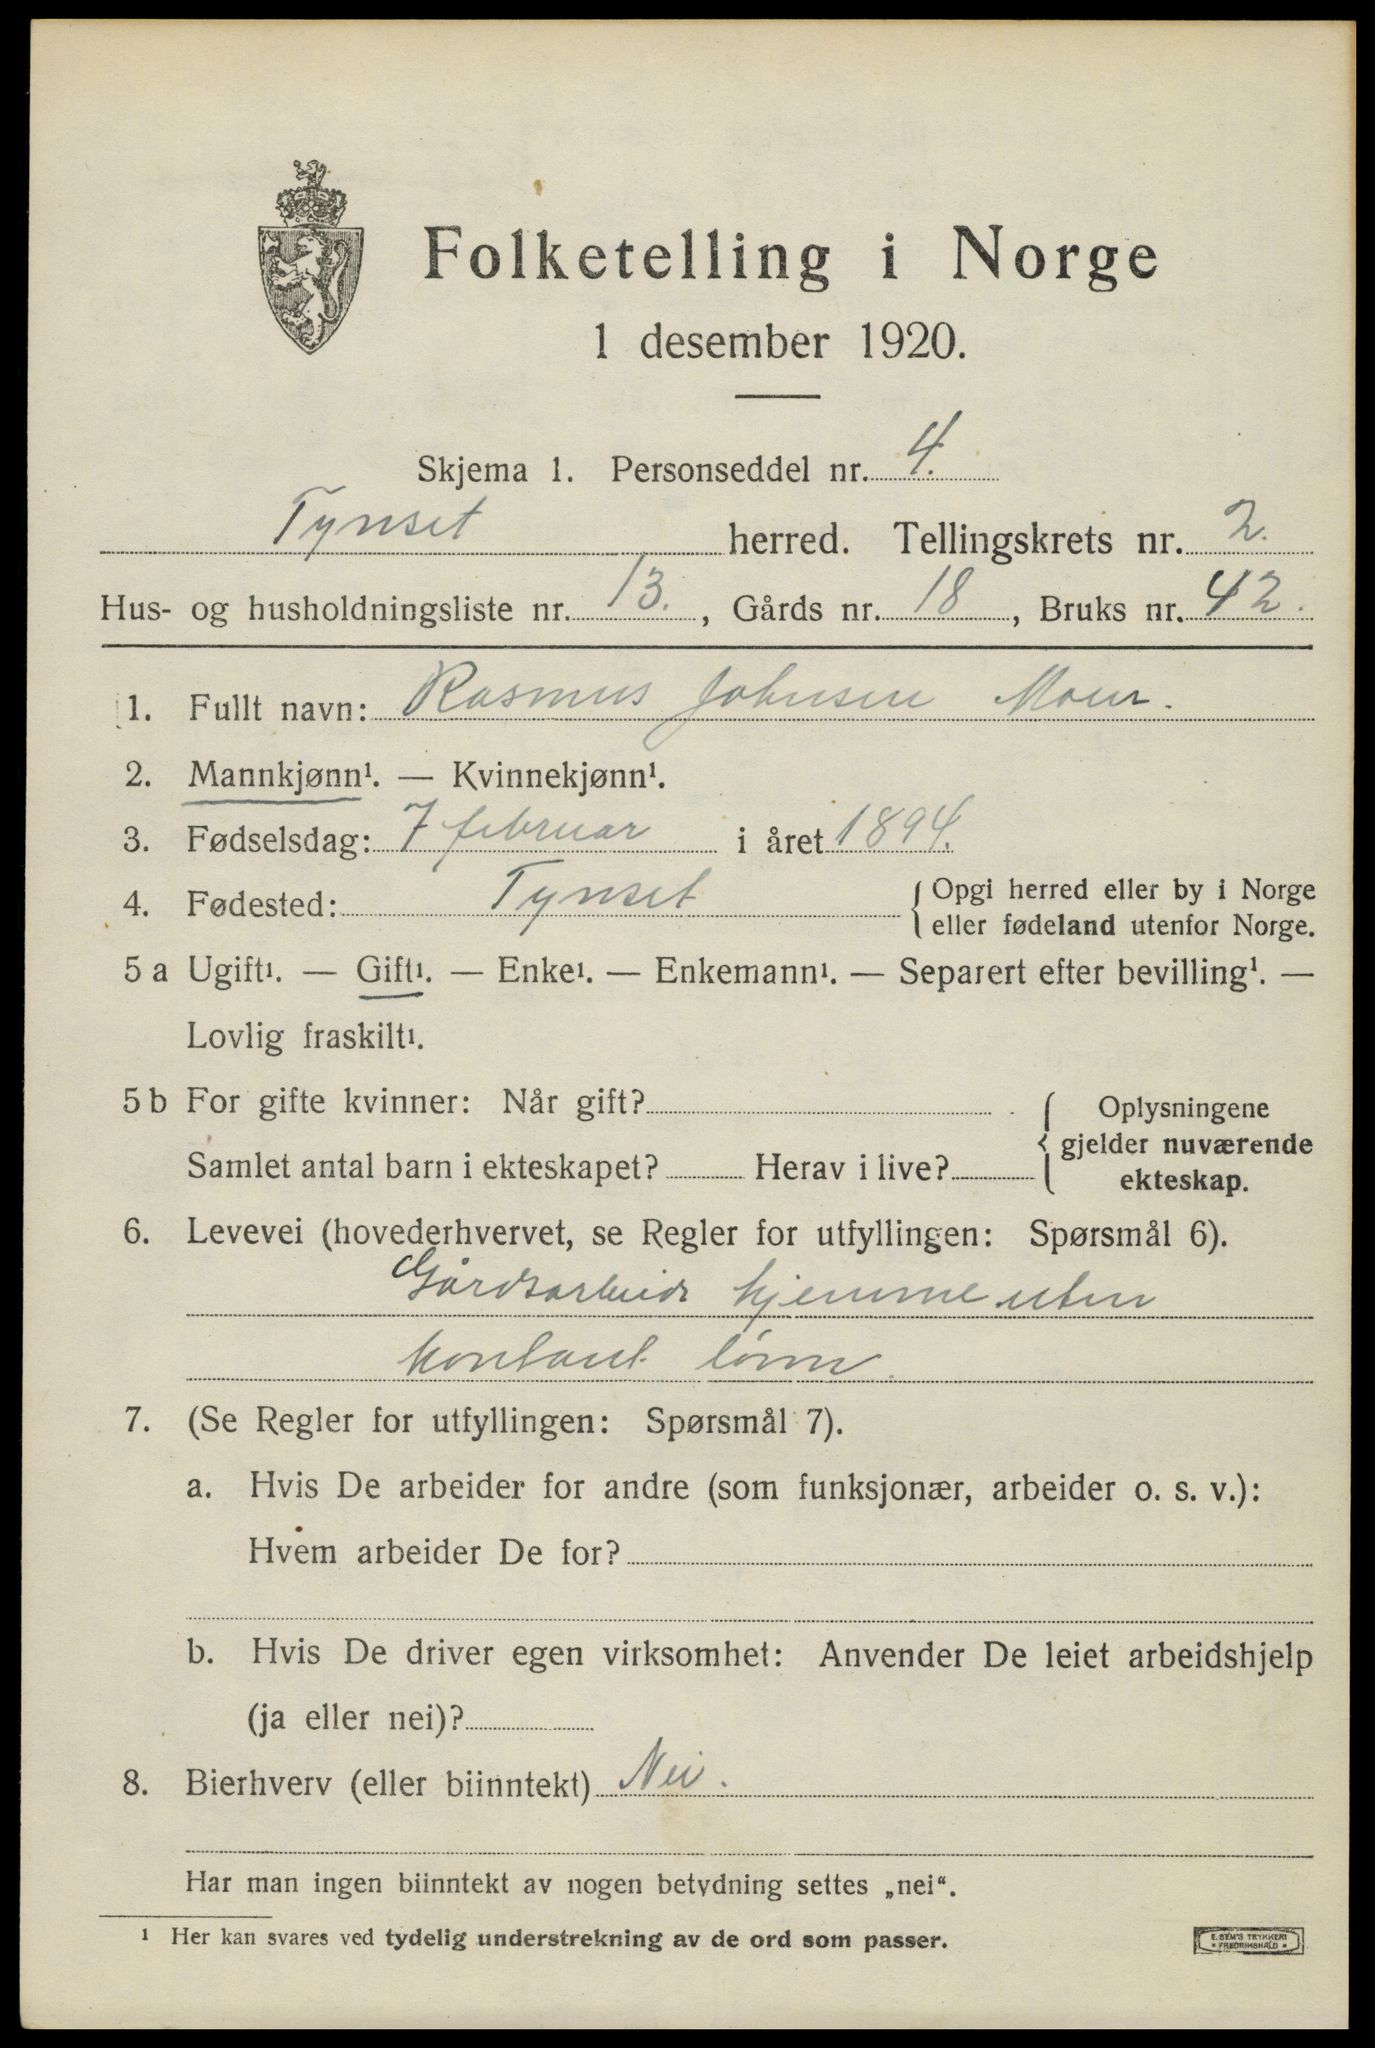 Folketelling i Norge
1 desember 1920.
Skjema 1. Personseddel nr. 4.
Tynset herred. Tellingskrets nr. 2.
Hus- og husholdningsliste nr. 13., Gårds nr. 18, Bruks nr. 42.
1. Fullt navn: Rasmus Johnsen Moen.
2. Mannkjønn¹. — Kvinnekjønn¹.
3. Fødselsdag: 7 februar i året 1894.
4. Fødested: Tynset { Opgi herred eller by i Norge
eller fødeland utenfor Norge.
5 a Ugift¹. — Gift¹. — Enke¹. — Enkemann¹. — Separert efter bevilling¹. —
Lovlig fraskilt¹.
5 b For gifte kvinner: Når gift?
Samlet antal barn i ekteskapet? Herav i live?
{ Oplysningene
gjelder nuværende
ekteskap.
6. Levevei (hovederhvervet, se Regler for utfyllingen: Spørsmål 6).
Gårdsarbeide hjemme uten
kontant lønn
7. (Se Regler for utfyllingen: Spørsmål 7).
a. Hvis De arbeider for andre (som funksjonær, arbeider o. s. v.):
Hvem arbeider De for?
b. Hvis De driver egen virksomhet: Anvender De leiet arbeidshjelp
(ja eller nei)?
8. Bierhverv (eller biinntekt) Nei.
Har man ingen biinntekt av nogen betydning settes „nei“.
¹ Her kan svares ved tydelig understrekning av de ord som passer.
E. SEM'S TRYKKERI
• FREDRIKSHALD •